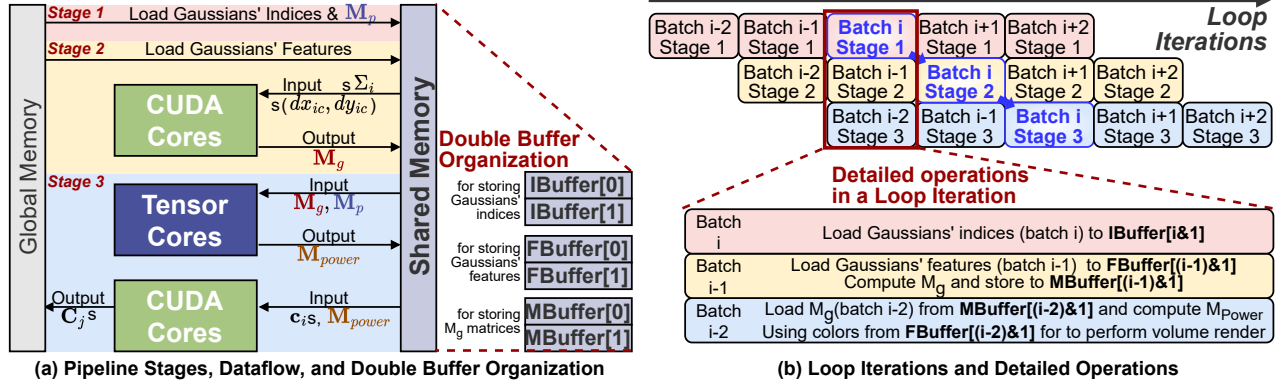 Stage 1
Load Gaussians' Indices & Mp
Stage 2
Load Gaussians' Features
CUDA
Cores
Input
sΣi
s(dxic, dyic)
Output
Mg
Stage 3
Tensor
Cores
Input
Mg, Mp
Output
Mpower
CUDA
Cores
Output
Cjs
Input
cis, Mpower
Global Memory
Shared Memory
Double Buffer
Organization
for storing
Gaussians'
indices
IBuffer[0]
IBuffer[1]
for storing
Gaussians'
features
FBuffer[0]
FBuffer[1]
for storing
Mg matrices
MBuffer[0]
MBuffer[1]
(a) Pipeline Stages, Dataflow, and Double Buffer Organization
Loop
Iterations
Batch i-2 Batch i-1 Batch i Batch i+1 Batch i+2
Stage 1 Stage 1 Stage 1 Stage 1 Stage 1
Batch i-2 Batch i-1 Batch i Batch i+1 Batch i+2
Stage 2 Stage 2 Stage 2 Stage 2 Stage 2
Batch i-2 Batch i-1 Batch i Batch i+1 Batch i+2
Stage 3 Stage 3 Stage 3 Stage 3 Stage 3
Detailed operations
in a Loop Iteration
Batch
i
Load Gaussians' indices (batch i) to IBuffer[i&1]
Batch
i-1
Load Gaussians' features (batch i-1) to FBuffer[(i-1)&1]
Compute Mg and store to MBuffer[(i-1)&1]
Batch
i-2
Load Mg(batch i-2) from MBuffer[(i-2)&1] and compute MPower
Using colors from FBuffer[(i-2)&1] for to perform volume render
(b) Loop Iterations and Detailed Operations